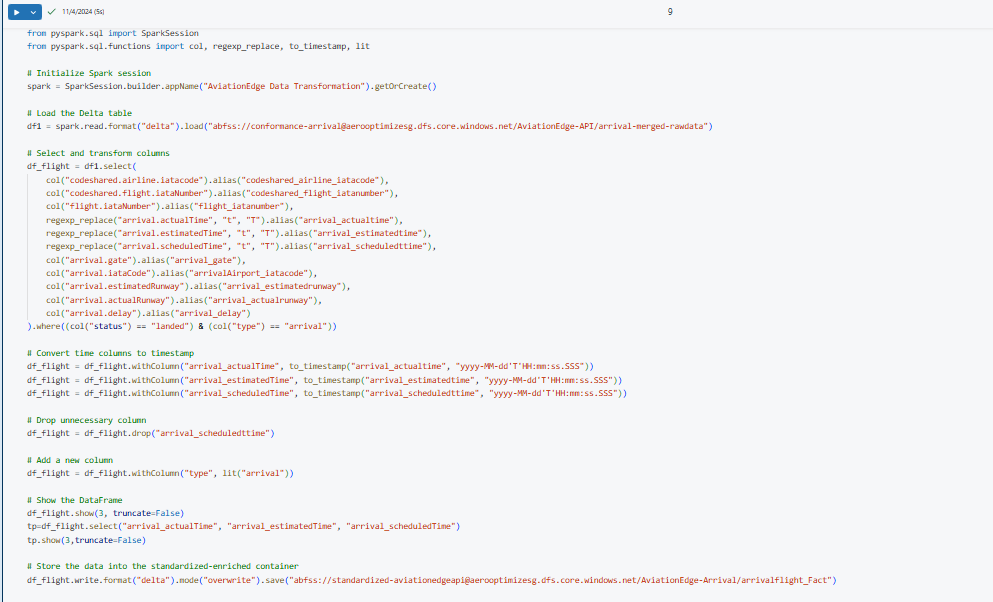 11/4/2024 (5s)
9
from pyspark.sql import SparkSession
from pyspark.sql.functions import col, regexp_replace, to_timestamp, lit
# Initialize Spark session
spark = SparkSession.builder.appName("AviationEdge Data Transformation").getOrCreate()
# Load the Delta table
df1 = spark.read.format("delta").load("abfss://conformance-arrival@aerooptimizesg.dfs.core.windows.net/AviationEdge-API/arrival-merged-rawdata")
# Select and transform columns
df_flight = df1.select(
    col("codeshared.airline.iatacode").alias("codeshared_airline_iatacode"),
    col("codeshared.flight.iataNumber").alias("codeshared_flight_iatanumber"),
    col("flight.iataNumber").alias("flight_iatanumber"),
    regexp_replace("arrival.actualTime", "t", "T").alias("arrival_actualtime"),
    regexp_replace("arrival.estimatedTime", "t", "T").alias("arrival_estimatedtime"),
    regexp_replace("arrival.scheduledTime", "t", "T").alias("arrival_scheduledttime"),
    col("arrival.gate").alias("arrival_gate"),
    col("arrival.iataCode").alias("arrivalAirport_iatacode"),
    col("arrival.estimatedRunway").alias("arrival_estimatedrunway"),
    col("arrival.actualRunway").alias("arrival_actualrunway"),
    col("arrival.delay").alias("arrival_delay")
).where((col("status") == "landed") & (col("type") == "arrival"))
# Convert time columns to timestamp
df_flight = df_flight.withColumn("arrival_actualTime", to_timestamp("arrival_actualtime", "yyyy-MM-dd'T'HH:mm:ss.SSS"))
df_flight = df_flight.withColumn("arrival_estimatedTime", to_timestamp("arrival_estimatedtime", "yyyy-MM-dd'T'HH:mm:ss.SSS"))
df_flight = df_flight.withColumn("arrival_scheduledTime", to_timestamp("arrival_scheduledttime", "yyyy-MM-dd'T'HH:mm:ss.SSS"))
# Drop unnecessary column
df_flight = df_flight.drop("arrival_scheduledttime")
# Add a new column
df_flight = df_flight.withColumn("type", lit("arrival"))
# Show the DataFrame
df_flight.show(3, truncate=False)
tp=df_flight.select("arrival_actualTime", "arrival_estimatedTime", "arrival_scheduledTime")
tp.show(3,truncate=False)
# Store the data into the standardized-enriched container
df_flight.write.format("delta").mode("overwrite").save("abfss://standardized-aviationedgeapi@aerooptimizesg.dfs.core.windows.net/AviationEdge-Arrival/arrivalflight_Fact")